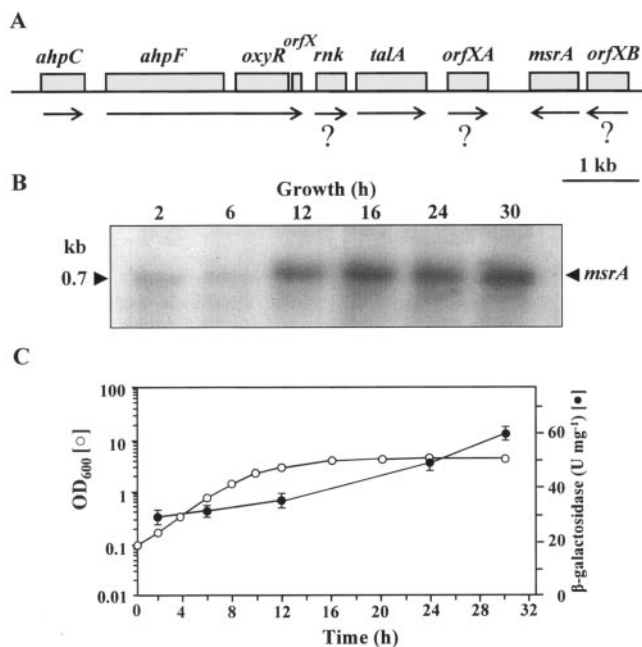 A
ahpC ahpF oxyR orfX rnk talA orfXA msrA orfXB
? ? ?
1 kb
B
Growth (h)
2 6 12 16 24 30
kb
0.7 msrA
C
100
10
1
0.1
0.01
OD600 [○]
60
40
20
0
β-galactosidase (U mg⁻¹) [●]
0 4 8 12 16 20 24 28 32
Time (h)